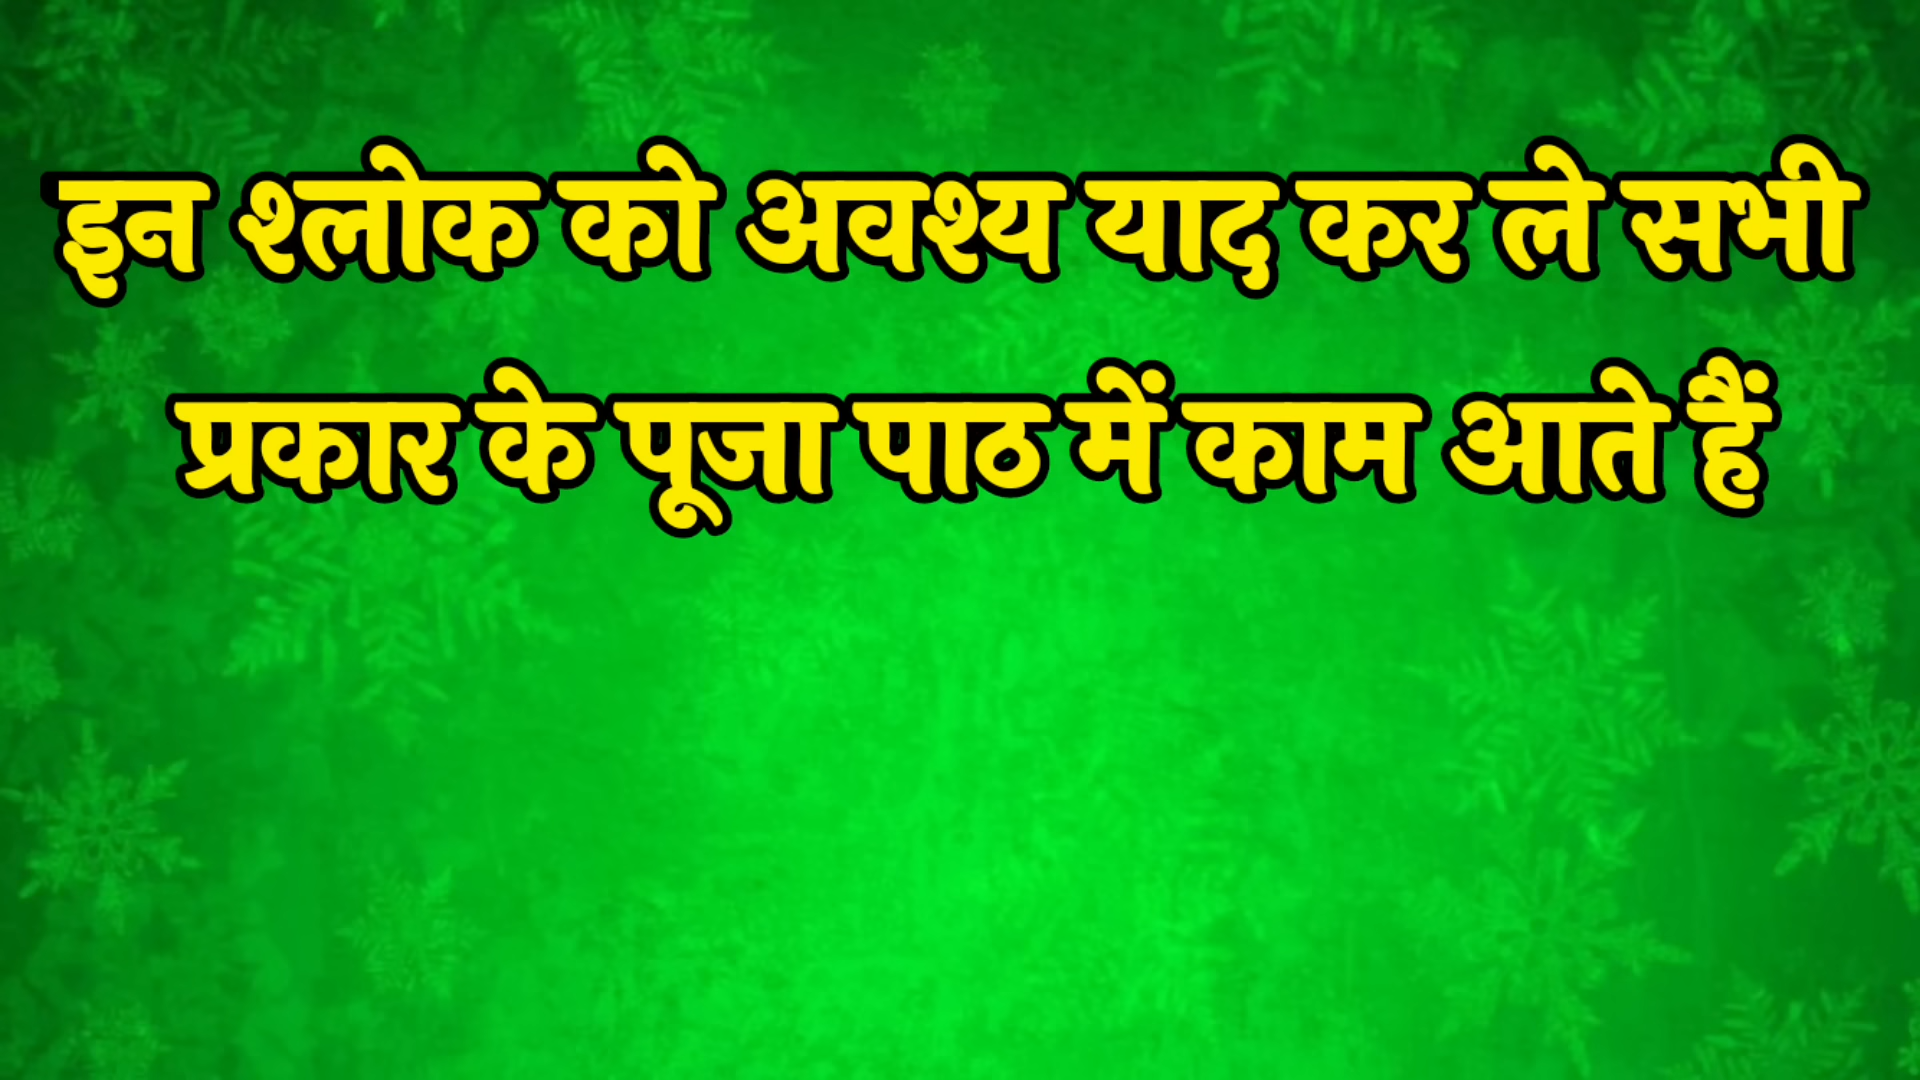 इन श्लोक को अवश्य याद कर ले सभी
प्रकार के पूजा पाठ में काम आते हैं